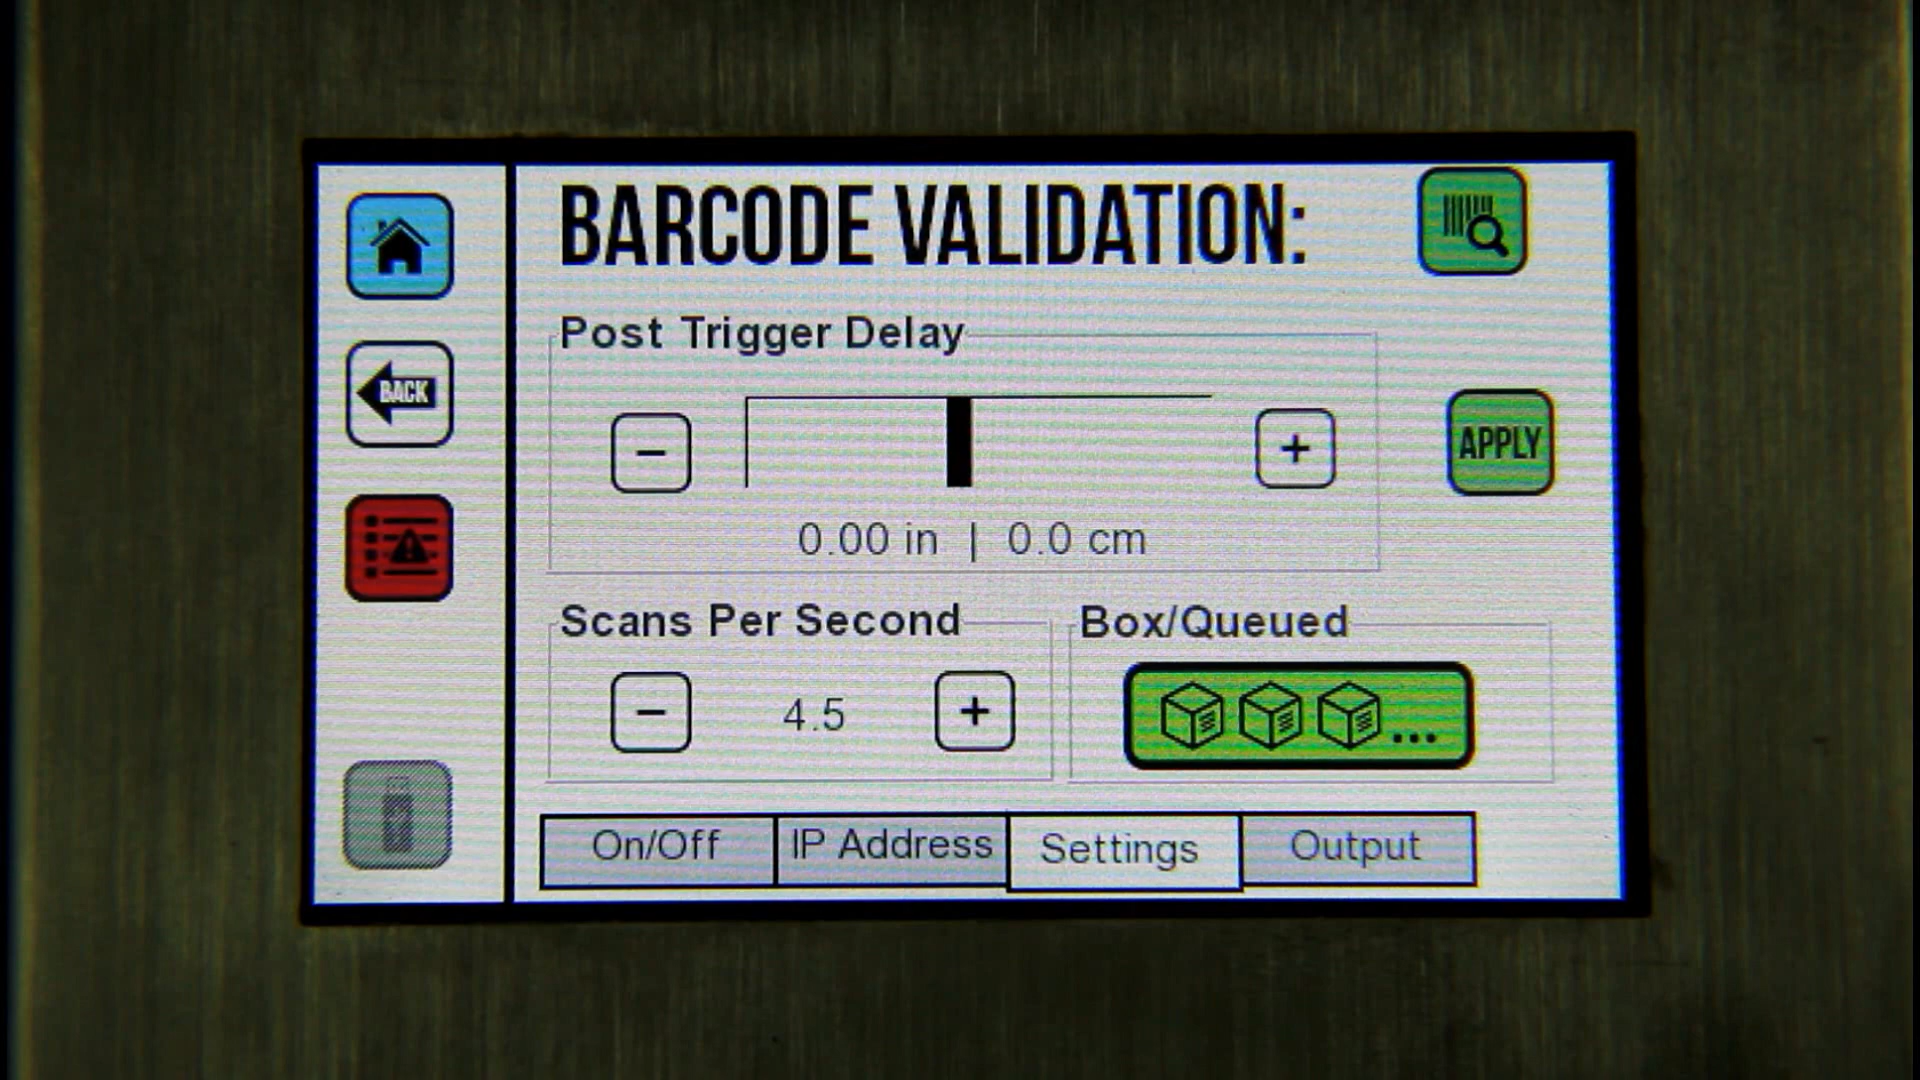 BARCODE VALIDATION:
BACK
Post Trigger Delay
− +
APPLY
0.00 in | 0.0 cm
Scans Per Second
− 4.5 +
Box/Queued
...
On/Off
IP Address
Settings
Output